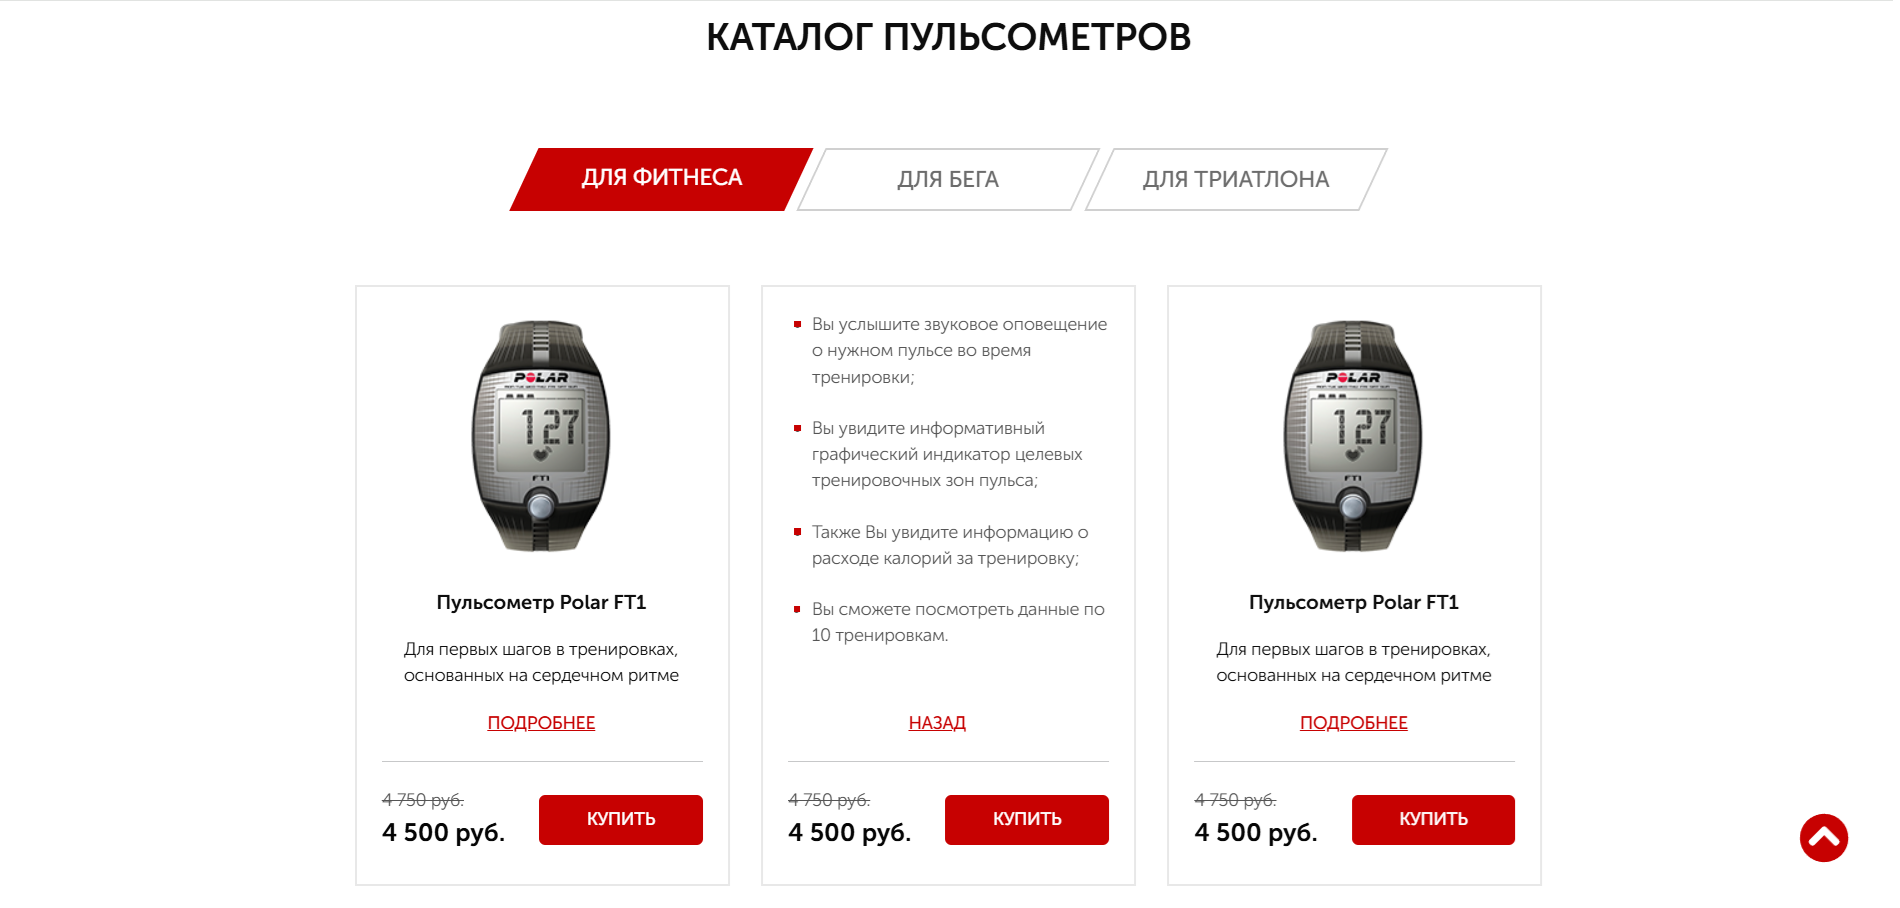 КАТАЛОГ ПУЛЬСОМЕТРОВ
ДЛЯ ФИТНЕСА
ДЛЯ БЕГА
ДЛЯ ТРИАТЛОНА
POLAR
127
FT1
Пульсометр Polar FT1
Для первых шагов в тренировках,
основанных на сердечном ритме
ПОДРОБНЕЕ
4 750 руб.
4 500 руб.
КУПИТЬ
Вы услышите звуковое оповещение
о нужном пульсе во время
тренировки;
Вы увидите информативный
графический индикатор целевых
тренировочных зон пульса;
Также Вы увидите информацию о
расходе калорий за тренировку;
Вы сможете посмотреть данные по
10 тренировкам.
НАЗАД
4 750 руб.
4 500 руб.
КУПИТЬ
POLAR
127
FT1
Пульсометр Polar FT1
Для первых шагов в тренировках,
основанных на сердечном ритме
ПОДРОБНЕЕ
4 750 руб.
4 500 руб.
КУПИТЬ